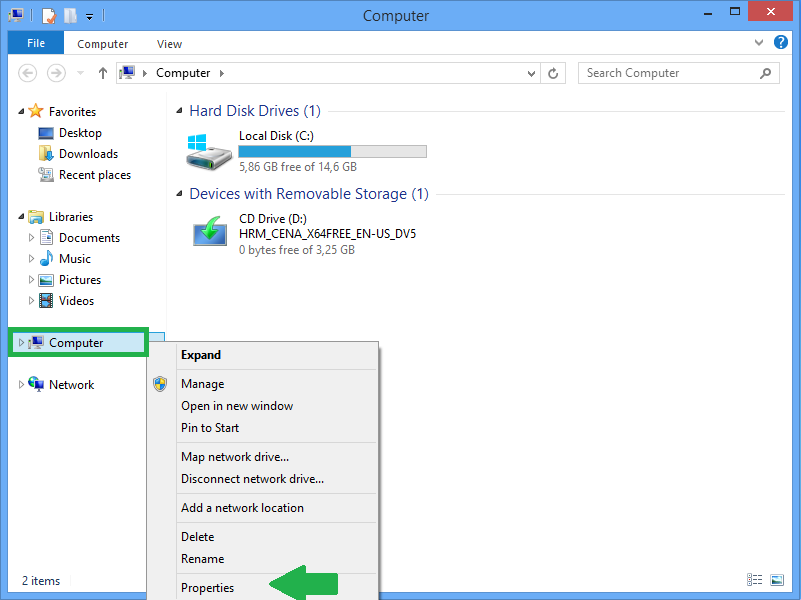 Computer
File
Computer
View
Computer
Search Computer
Favorites
Desktop
Downloads
Recent places
Libraries
Documents
Music
Pictures
Videos
Computer
Network
Hard Disk Drives (1)
Local Disk (C:)
5,86 GB free of 14,6 GB
Devices with Removable Storage (1)
CD Drive (D:)
HRM_CENA_X64FREE_EN-US_DV5
0 bytes free of 3,25 GB
Expand
Manage
Open in new window
Pin to Start
Map network drive...
Disconnect network drive...
Add a network location
Delete
Rename
Properties
2 items